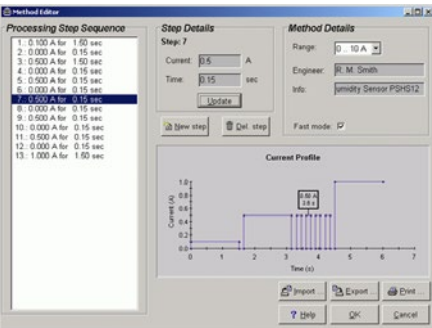 Method Editor
Processing Step Sequence
1.: 0.100 A for 1.50 sec
2.: 0.000 A for 0.15 sec
3.: 0.500 A for 1.50 sec
4.: 0.000 A for 0.15 sec
5.: 0.500 A for 0.15 sec
6.: 0.000 A for 0.15 sec
7.: 0.500 A for 0.15 sec
8.: 0.000 A for 0.15 sec
9.: 0.500 A for 0.15 sec
10.: 0.000 A for 0.15 sec
11.: 0.500 A for 0.15 sec
12.: 0.000 A for 0.15 sec
13.: 1.000 A for 1.50 sec
Step Details
Step: 7
Current: 0.5 A
Time: 0.15 sec
Update
New step
Del. step
Method Details
Range: 0 .. 10 A
Engineer: R. M. Smith
Info: umidity Sensor PSHS12
Fast mode:
Current Profile
Current (A)
1.0
0.8
0.6
0.4
0.2
0.0
0.50 A
3.8 s
0 1 2 3 4 5 6 7
Time (s)
Import ...
Export ...
Print ...
? Help
OK
Cancel